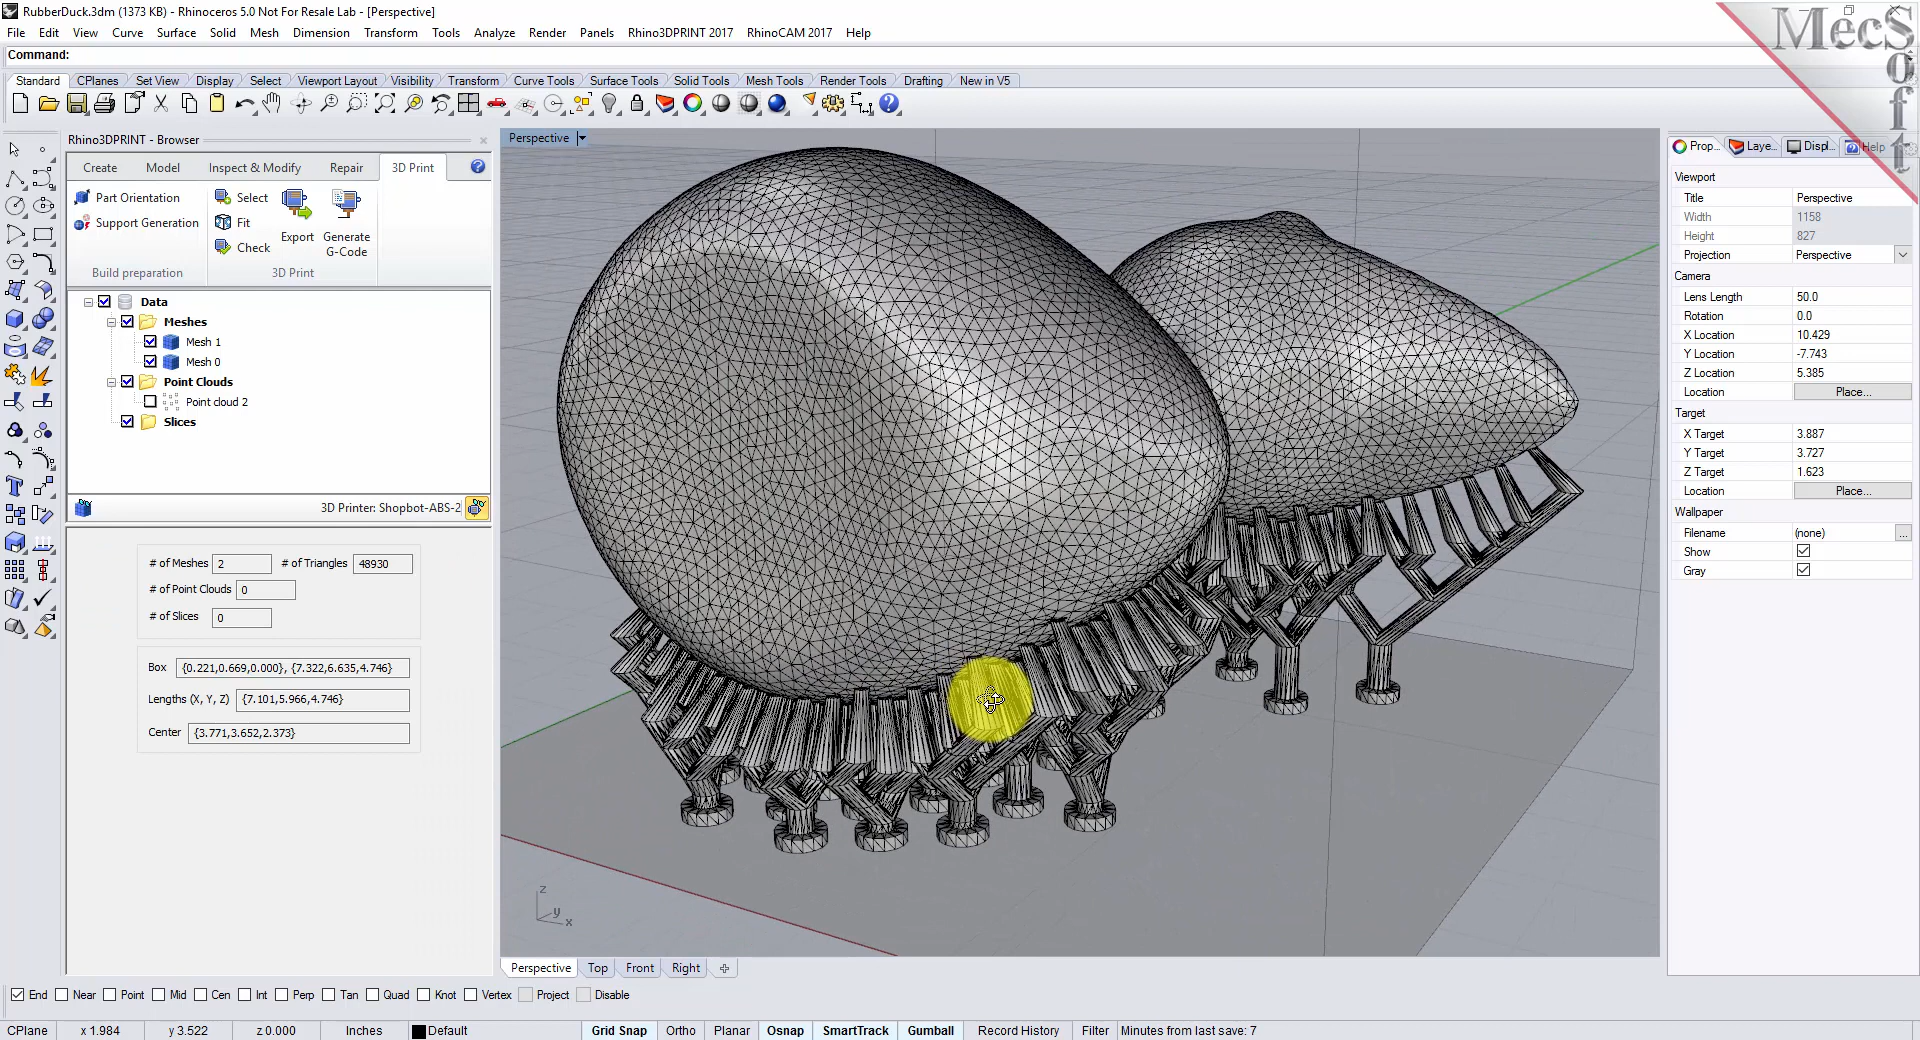 RubberDuck.3dm (1373 KB) - Rhinoceros 5.0 Not For Resale Lab - [Perspective]
File Edit View Curve Surface Solid Mesh Dimension Transform Tools Analyze Render Panels Rhino3DPRINT 2017 RhinoCAM 2017 Help
MecSoft
Command:
Standard CPlanes Set View Display Select Viewport Layout Visibility Transform Curve Tools Surface Tools Solid Tools Mesh Tools Render Tools Drafting New in V5
Rhino3DPRINT - Browser
Create Model Inspect & Modify Repair 3D Print
Part Orientation
Support Generation
Build preparation
Select
Fit
Check
Export
Generate
G-Code
3D Print
Data
Meshes
Mesh 1
Mesh 0
Point Clouds
Point cloud 2
Slices
3D Printer: Shopbot-ABS-2
# of Meshes 2 # of Triangles 48930
# of Point Clouds 0
# of Slices 0
Box {0.221,0.669,0.000}, {7.322,6.635,4.746}
Lengths (X, Y, Z) {7.101,5.966,4.746}
Center {3.771,3.652,2.373}
Perspective
z
y
x
Perspective Top Front Right
Prop... Laye... Displ... Help
Viewport
Title Perspective
Width 1158
Height 827
Projection Perspective
Camera
Lens Length 50.0
Rotation 0.0
X Location 10.429
Y Location -7.743
Z Location 5.385
Location Place...
Target
X Target 3.887
Y Target 3.727
Z Target 1.623
Location Place...
Wallpaper
Filename (none) ...
Show
Gray
End Near Point Mid Cen Int Perp Tan Quad Knot Vertex Project Disable
CPlane x 1.984 y 3.522 z 0.000 Inches Default Grid Snap Ortho Planar Osnap SmartTrack Gumball Record History Filter Minutes from last save: 7